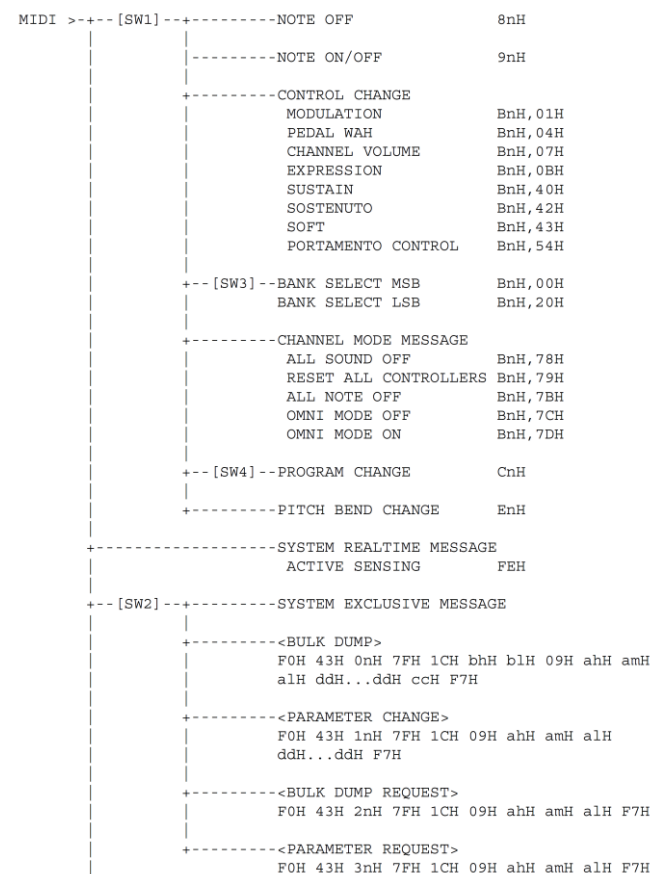 MIDI >-+--[SW1]--+---------NOTE OFF 8nH
|---------NOTE ON/OFF 9nH
+---------CONTROL CHANGE
MODULATION BnH,01H
PEDAL WAH BnH,04H
CHANNEL VOLUME BnH,07H
EXPRESSION BnH,0BH
SUSTAIN BnH,40H
SOSTENUTO BnH,42H
SOFT BnH,43H
PORTAMENTO CONTROL BnH,54H
+--[SW3]--BANK SELECT MSB BnH,00H
BANK SELECT LSB BnH,20H
+---------CHANNEL MODE MESSAGE
ALL SOUND OFF BnH,78H
RESET ALL CONTROLLERS BnH,79H
ALL NOTE OFF BnH,7BH
OMNI MODE OFF BnH,7CH
OMNI MODE ON BnH,7DH
+--[SW4]--PROGRAM CHANGE CnH
+---------PITCH BEND CHANGE EnH
+-------------------SYSTEM REALTIME MESSAGE
ACTIVE SENSING FEH
+--[SW2]--+---------SYSTEM EXCLUSIVE MESSAGE
+---------<BULK DUMP>
F0H 43H 0nH 7FH 1CH bhH blH 09H ahH amH
alH ddH...ddH ccH F7H
+---------<PARAMETER CHANGE>
F0H 43H 1nH 7FH 1CH 09H ahH amH alH
ddH...ddH F7H
+---------<BULK DUMP REQUEST>
F0H 43H 2nH 7FH 1CH 09H ahH amH alH F7H
+---------<PARAMETER REQUEST>
F0H 43H 3nH 7FH 1CH 09H ahH amH alH F7H